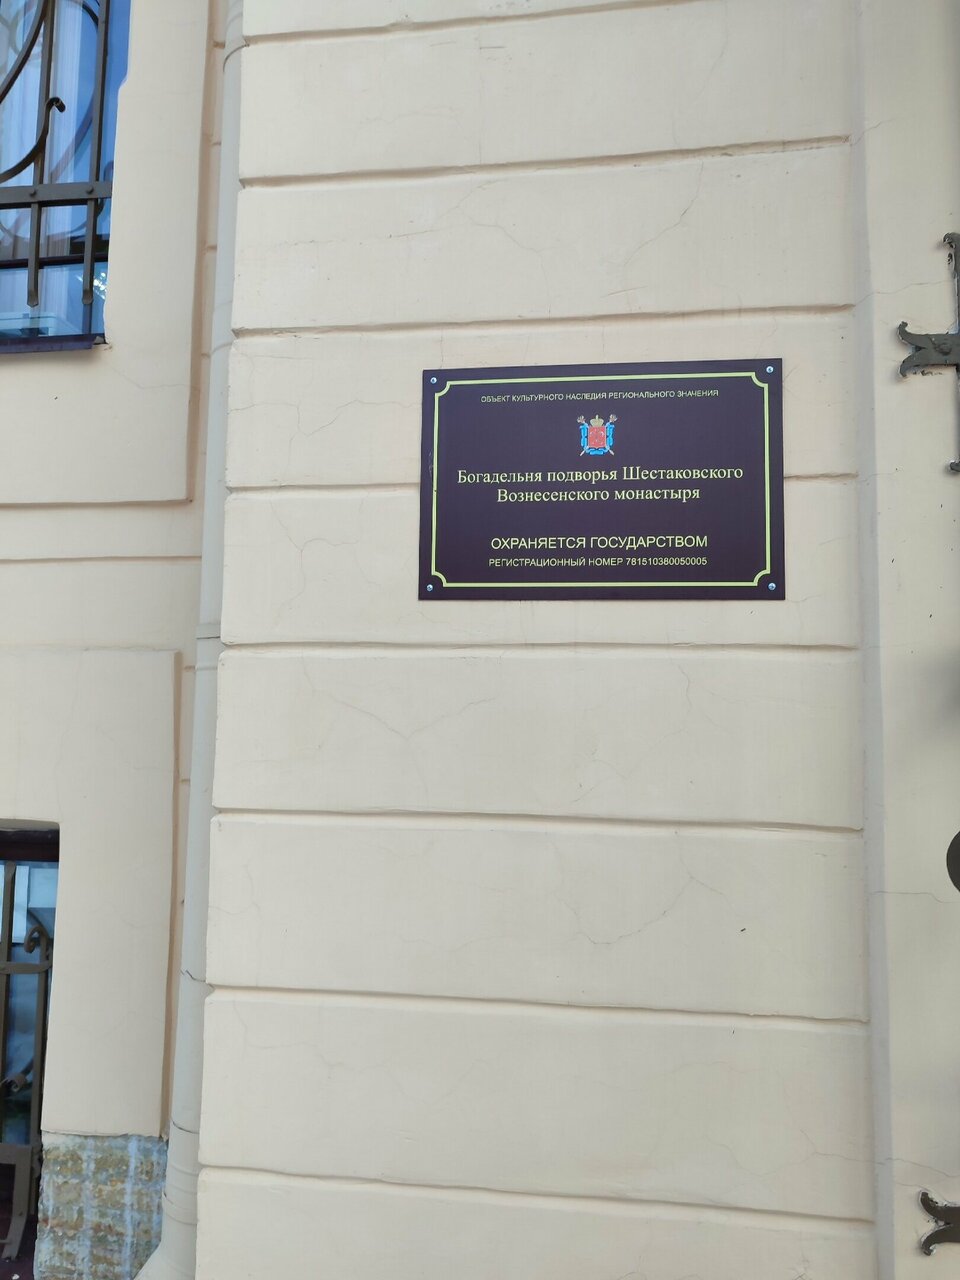 ОБЪЕКТ КУЛЬТУРНОГО НАСЛЕДИЯ РЕГИОНАЛЬНОГО ЗНАЧЕНИЯ
Богадельня подворья Шестаковского
Вознесенского монастыря
ОХРАНЯЕТСЯ ГОСУДАРСТВОМ
РЕГИСТРАЦИОННЫЙ НОМЕР 781510380050005